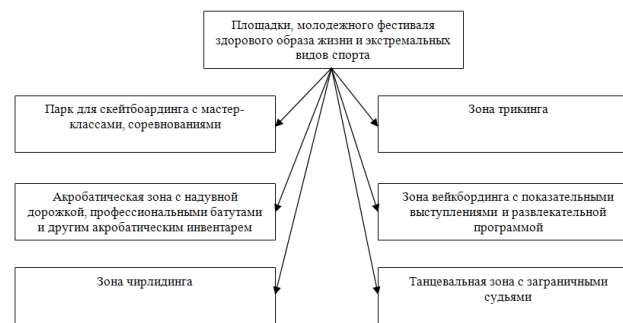 Площадки, молодежного фестиваля
здорового образа жизни и экстремальных
видов спорта
Парк для скейтбоардинга с мастер-
классами, соревнованиями
Зона трикинга
Акробатическая зона с надувной
дорожкой, профессиональными батутами
и другим акробатическим инвентарем
Зона вейкбординга с показательными
выступлениями и развлекательной
программой
Зона чирлидинга
Танцевальная зона с заграничными
судьями